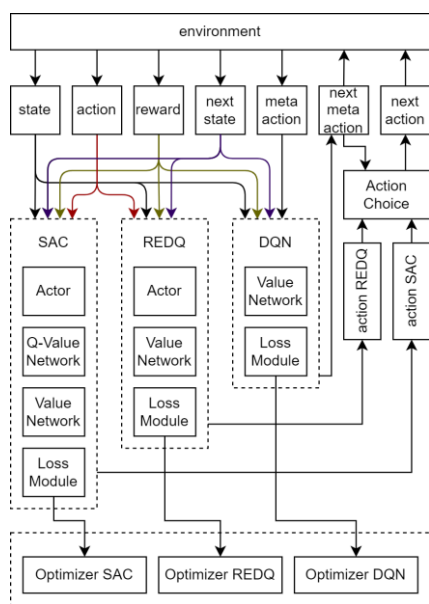 environment
state
action
reward
next
state
meta
action
next
meta
action
next
action
Action
Choice
SAC
Actor
Q-Value
Network
Value
Network
Loss
Module
REDQ
Actor
Value
Network
Loss
Module
DQN
Value
Network
Loss
Module
action REDQ
action SAC
Optimizer SAC
Optimizer REDQ
Optimizer DQN